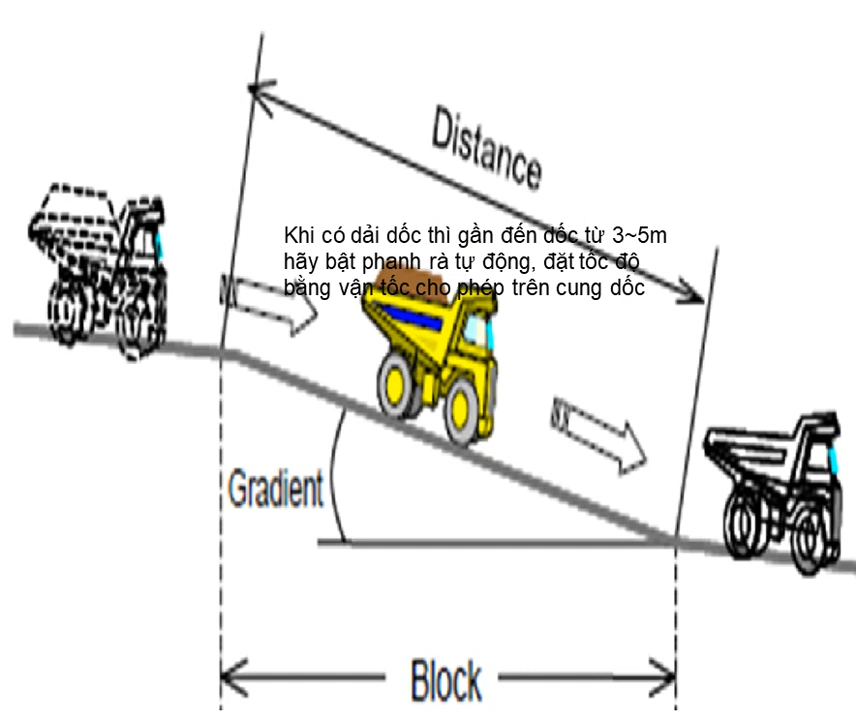 Distance
Khi có dải dốc thì gần đến dốc từ 3~5m
hãy bật phanh rà tự động, đặt tốc độ
bằng vận tốc cho phép trên cung dốc
Gradient
Block